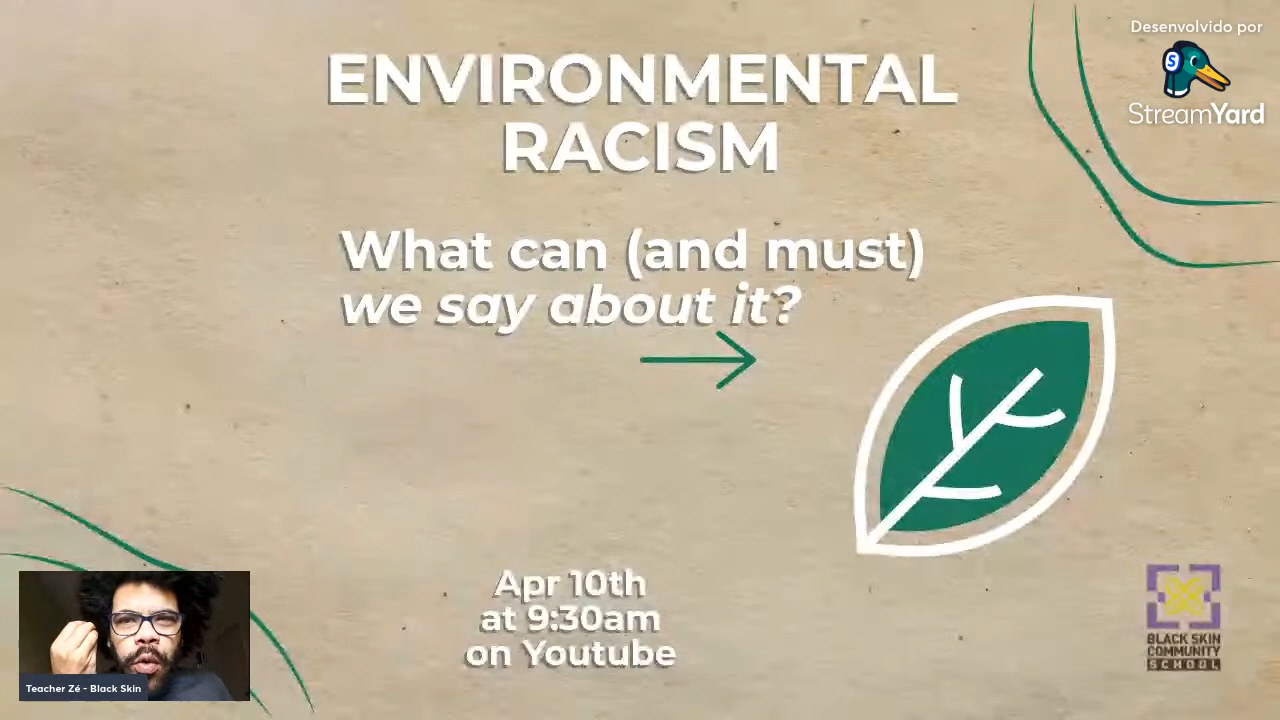 Desenvolvido por
StreamYard
ENVIRONMENTAL
RACISM
What can (and must)
we say about it?
Apr 10th
at 9:30am
on Youtube
BLACK SKIN
COMMUNITY
SCHOOL
Teacher Zé - Black Skin